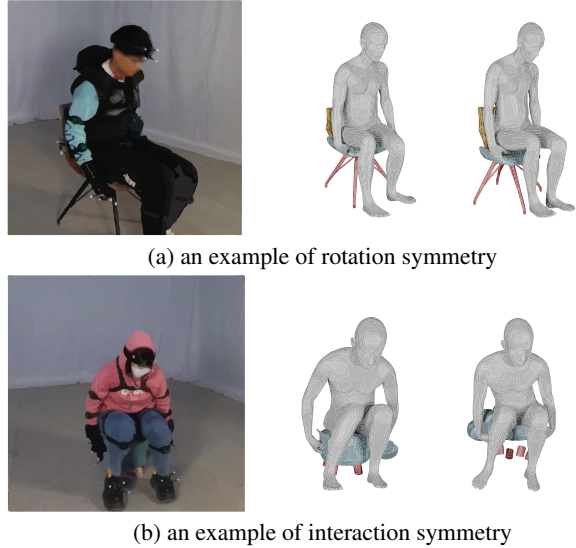 (a) an example of rotation symmetry
(b) an example of interaction symmetry